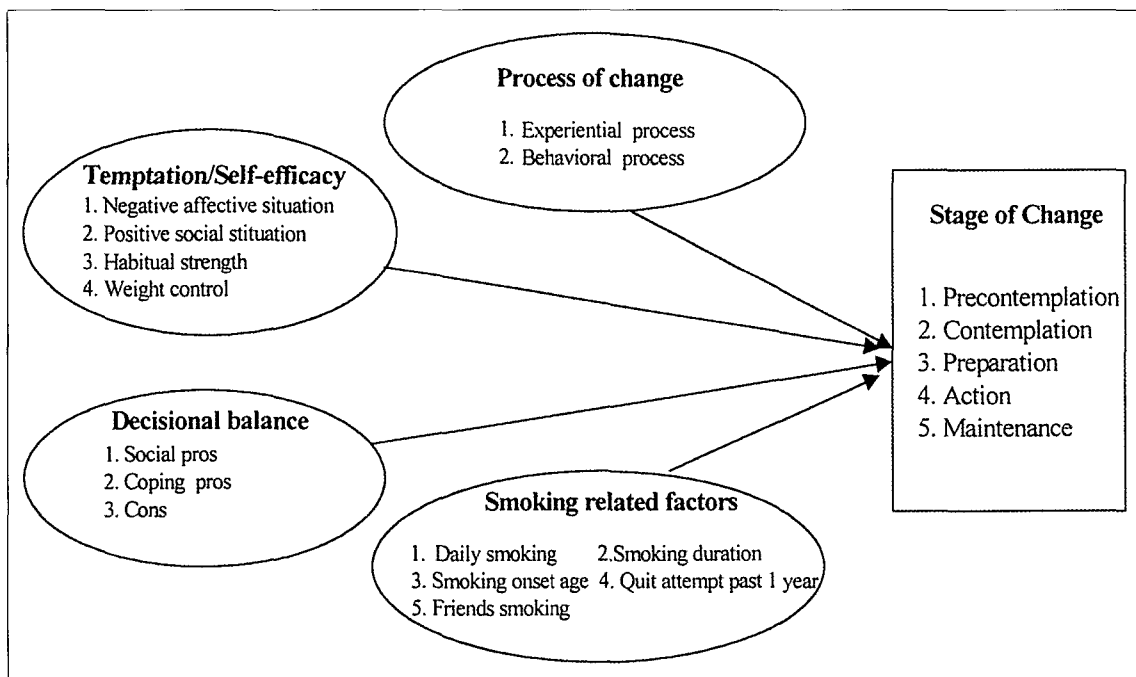 Process of change
1. Experiential process
2. Behavioral process
Temptation/Self-efficacy
1. Negative affective situation
2. Positive social stituation
3. Habitual strength
4. Weight control
Stage of Change
1. Precontemplation
2. Contemplation
3. Preparation
4. Action
5. Maintenance
Decisional balance
1. Social pros
2. Coping pros
3. Cons
Smoking related factors
1. Daily smoking 2.Smoking duration
3. Smoking onset age 4. Quit attempt past 1 year
5. Friends smoking